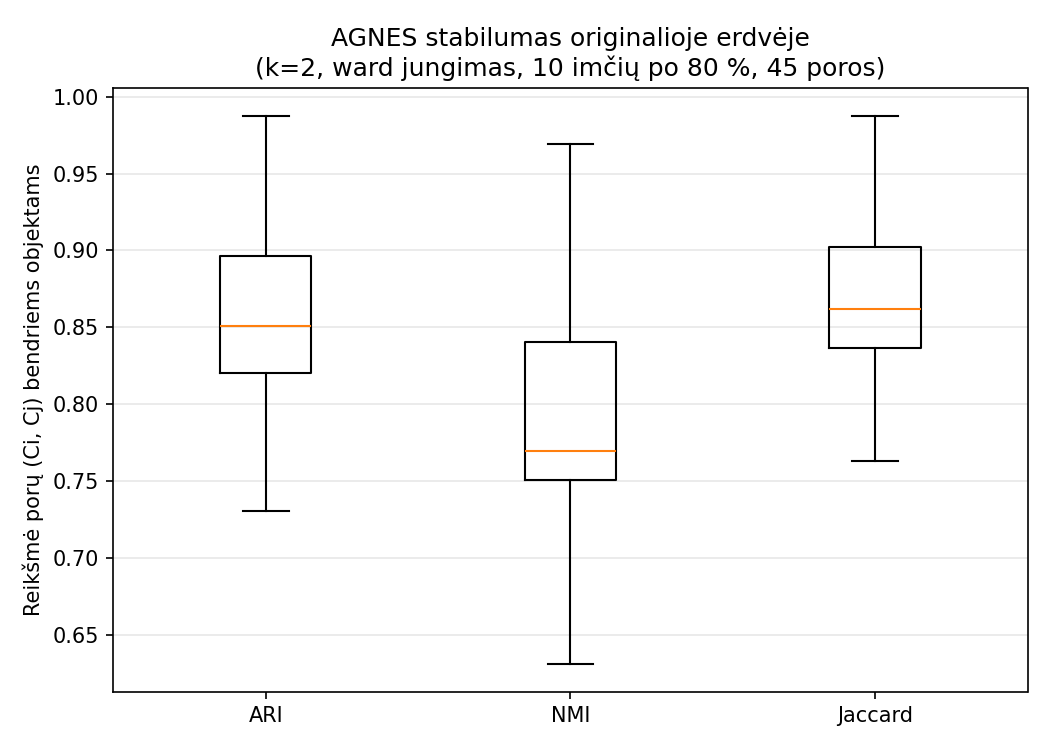 AGNES stabilumas originalioje erdvėje
(k=2, ward jungimas, 10 imčių po 80 %, 45 poros)
Reikšmė porų (Ci, Cj) bendriems objektams
1.00
0.95
0.90
0.85
0.80
0.75
0.70
0.65
ARI
NMI
Jaccard